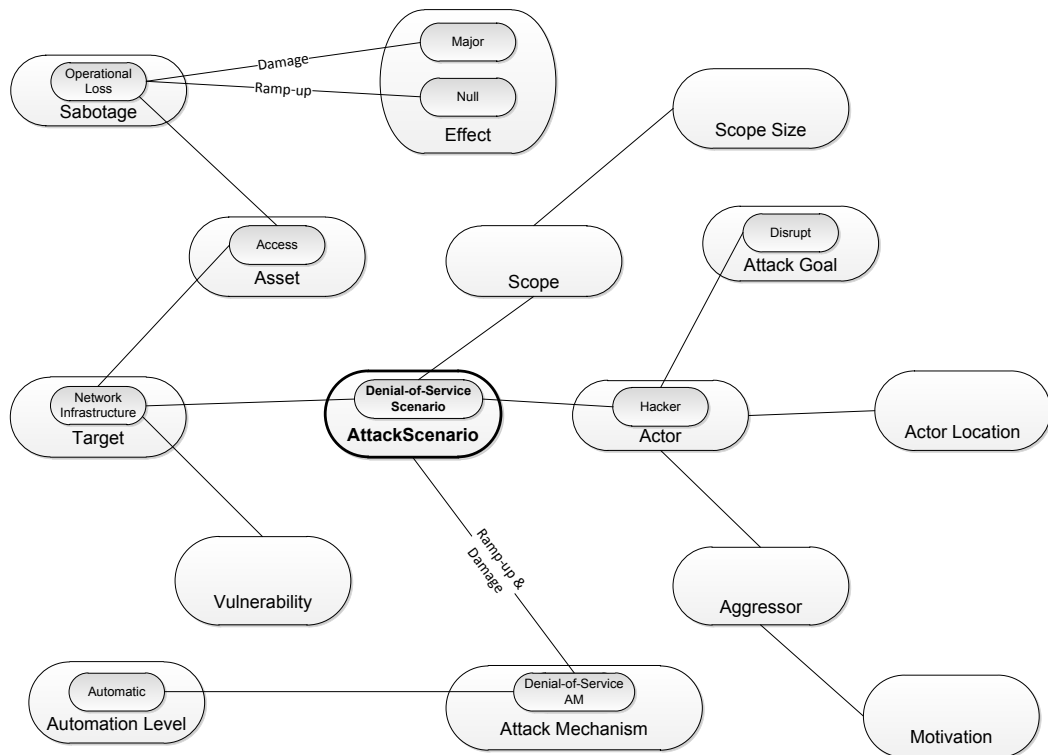 Major
Damage
Operational
Loss
Sabotage
Ramp-up
Null
Effect
Scope Size
Access
Asset
Scope
Disrupt
Attack Goal
Network
Infrastructure
Target
Denial-of-Service
Scenario
AttackScenario
Hacker
Actor
Actor Location
Ramp-up &
Damage
Vulnerability
Aggressor
Automatic
Automation Level
Denial-of-Service
AM
Attack Mechanism
Motivation